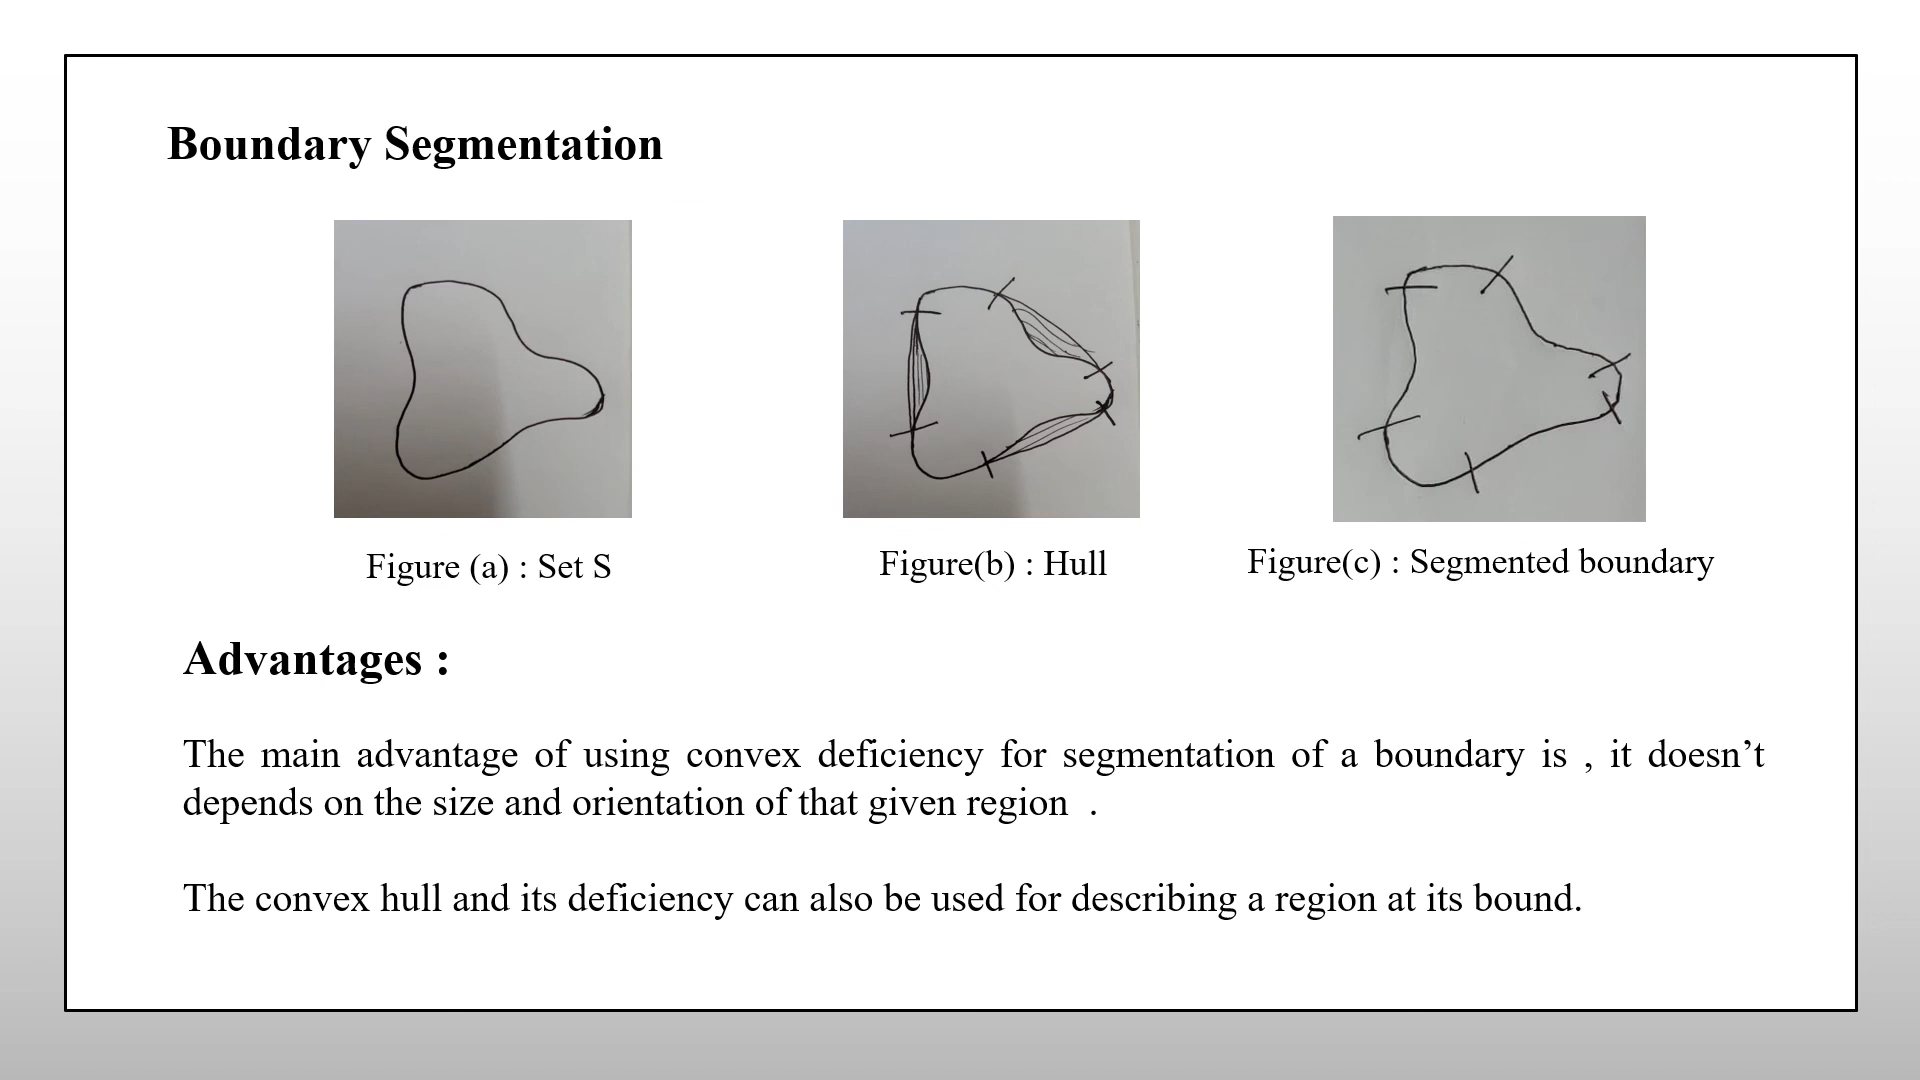 Boundary Segmentation
Figure (a) : Set S
Figure(b) : Hull
Figure(c) : Segmented boundary
Advantages :
The main advantage of using convex deficiency for segmentation of a boundary is , it doesn’t
depends on the size and orientation of that given region .
The convex hull and its deficiency can also be used for describing a region at its bound.